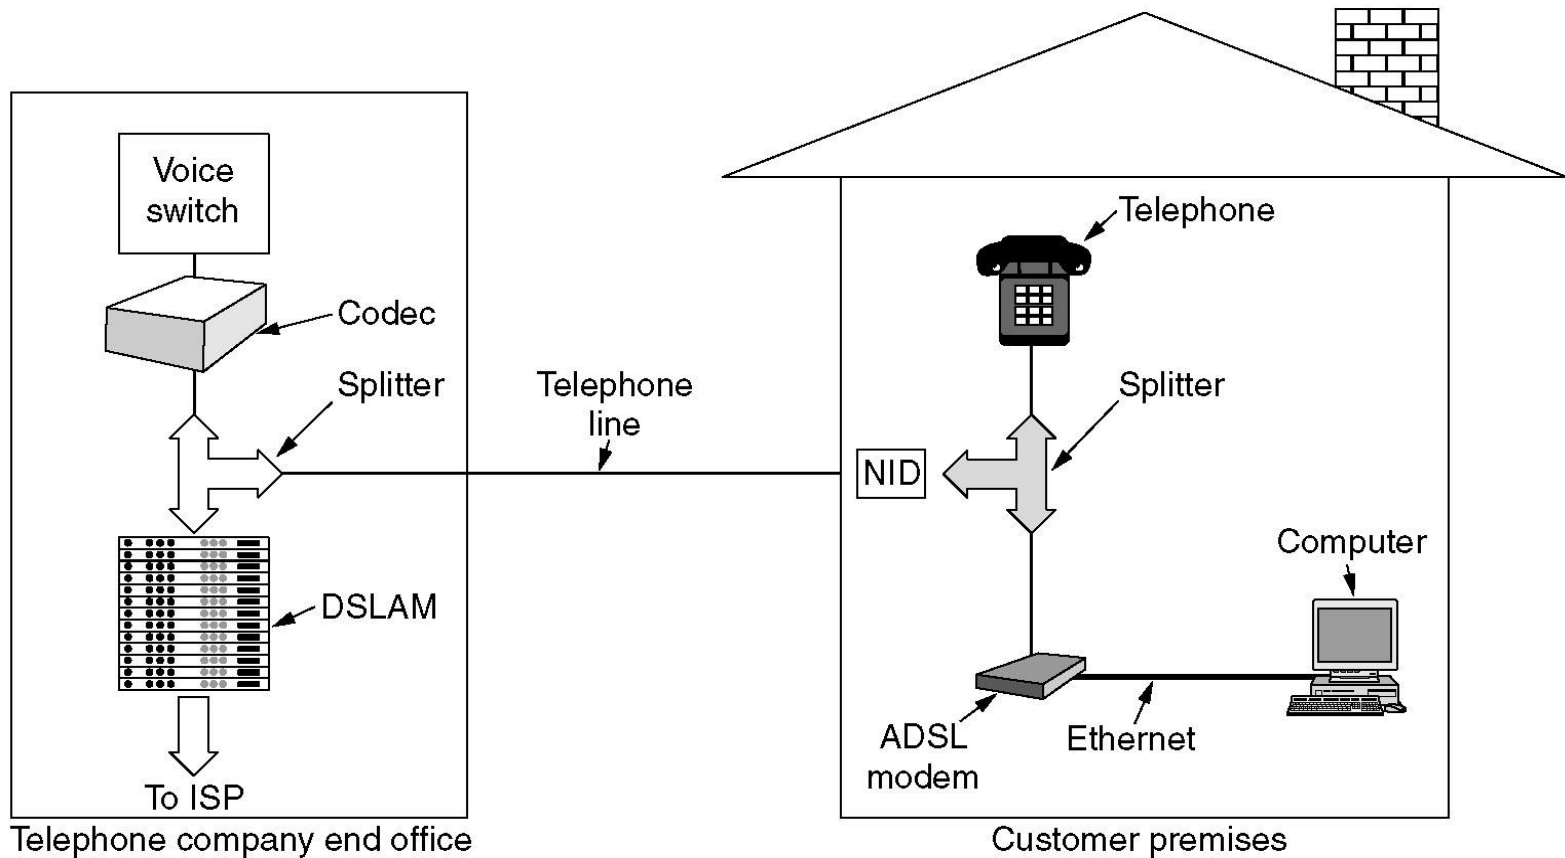 Voice
switch
Codec
Splitter
DSLAM
To ISP
Telephone company end office
Telephone
line
Telephone
Splitter
NID
Computer
ADSL
modem
Ethernet
Customer premises